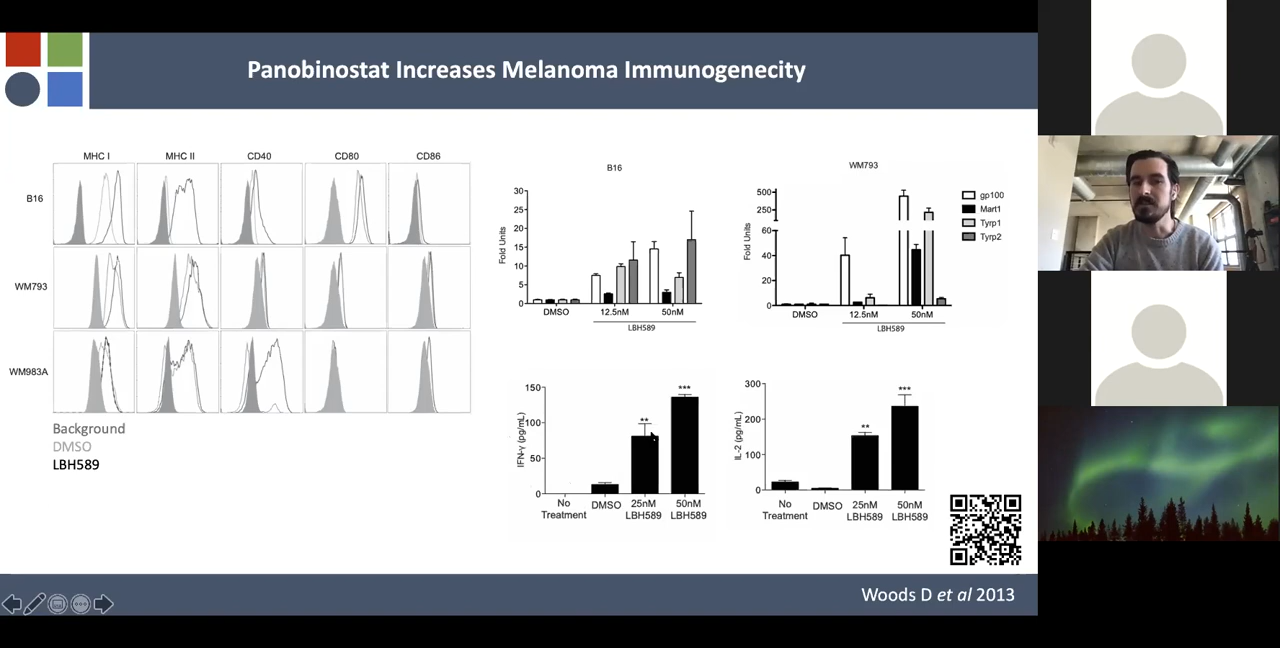 Panobinostat Increases Melanoma Immunogenecity
MHC I
MHC II
CD40
CD80
CD86
B16
WM793
WM983A
Background
DMSO
LBH589
B16
Fold Units
30
25
20
15
10
5
0
DMSO
12.5nM
50nM
LBH589
WM793
Fold Units
500
250
60
40
20
0
DMSO
12.5nM
50nM
LBH589
gp100
Mart1
Tyrp1
Tyrp2
IFN-γ (pg/mL)
150
100
50
0
**
***
No
Treatment
DMSO
25nM
LBH589
50nM
LBH589
IL-2 (pg/mL)
300
200
100
0
**
***
No
Treatment
DMSO
25nM
LBH589
50nM
LBH589
Woods D et al 2013